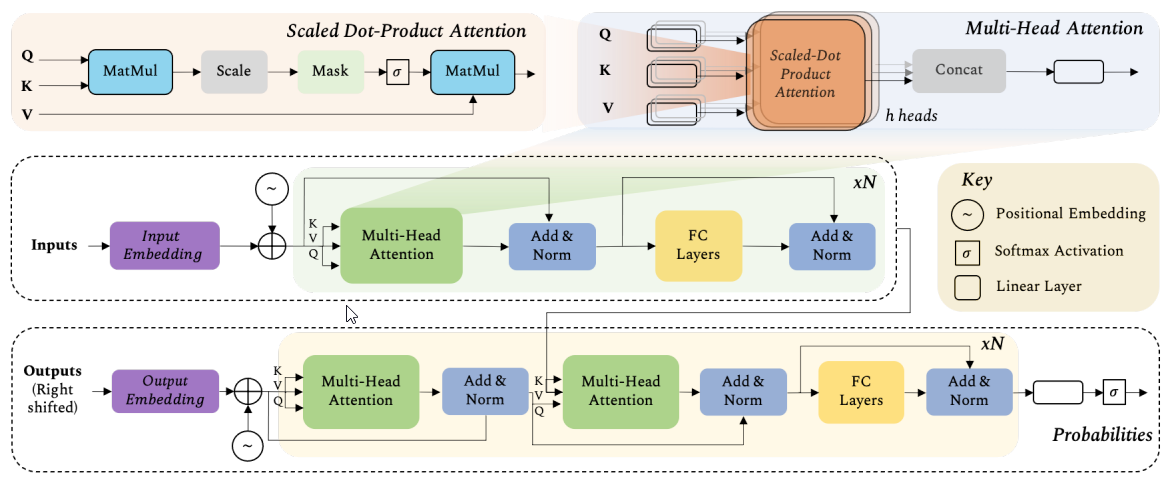 Scaled Dot-Product Attention
Q
K
V
MatMul
Scale
Mask
σ
MatMul
Multi-Head Attention
Q
K
V
Scaled-Dot
Product
Attention
h heads
Concat
xN
~
Inputs
Input
Embedding
K
V
Q
Multi-Head
Attention
Add &
Norm
FC
Layers
Add &
Norm
Key
~ Positional Embedding
σ Softmax Activation
Linear Layer
xN
Outputs
(Right
shifted)
Output
Embedding
~
K
V
Q
Multi-Head
Attention
Add &
Norm
K
V
Q
Multi-Head
Attention
Add &
Norm
FC
Layers
Add &
Norm
σ
Probabilities